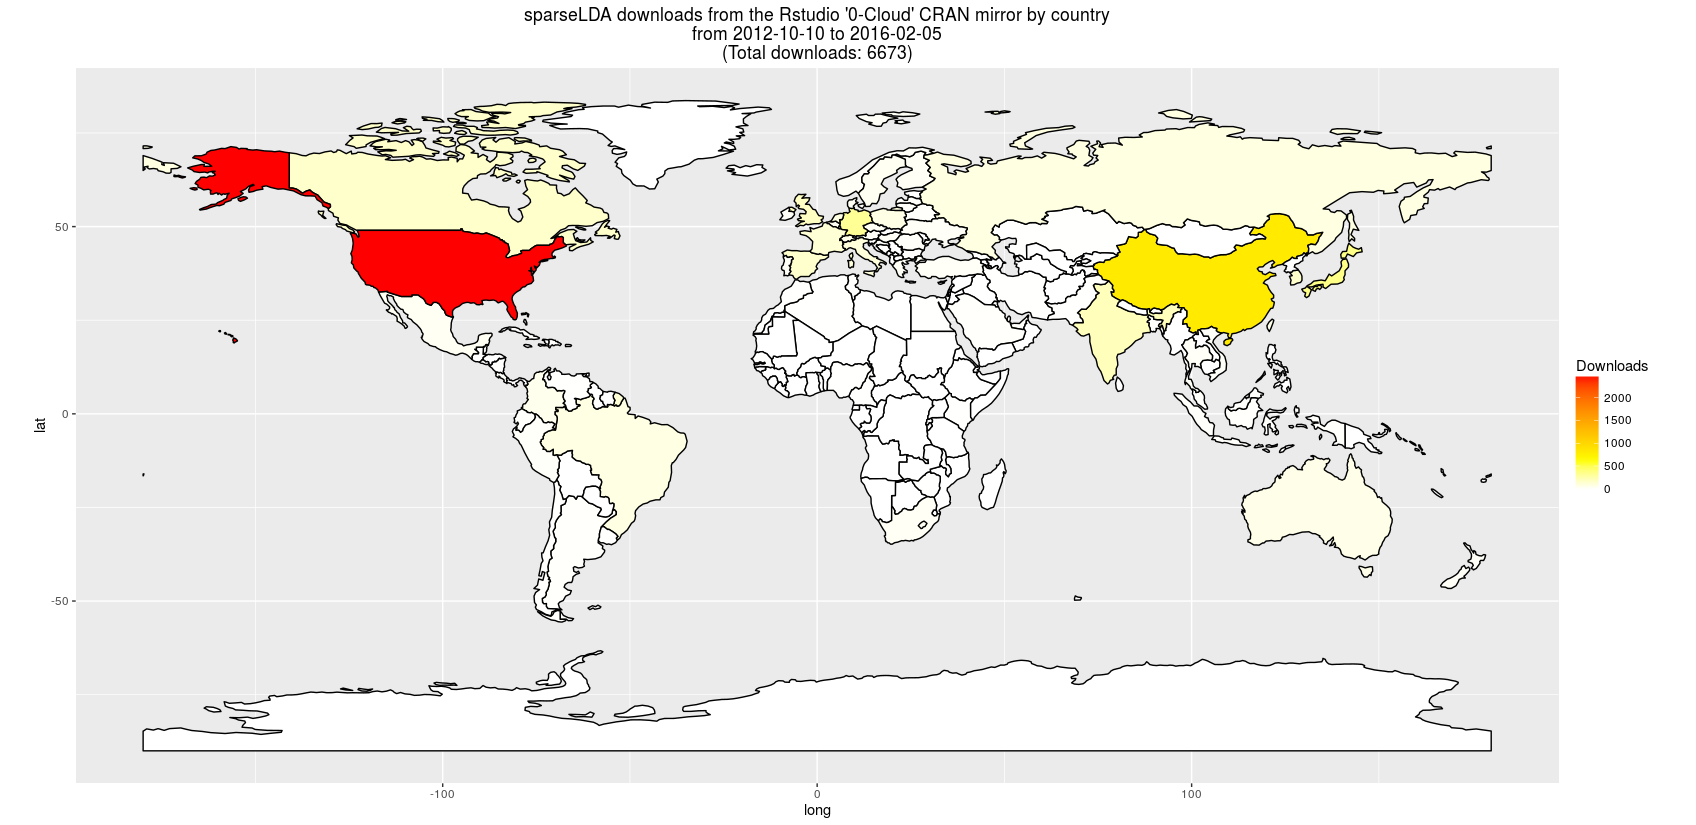 sparseLDA downloads from the Rstudio '0-Cloud' CRAN mirror by country
from 2012-10-10 to 2016-02-05
(Total downloads: 6673)
50
0
-50
lat
-100
0
100
long
Downloads
2000
1500
1000
500
0